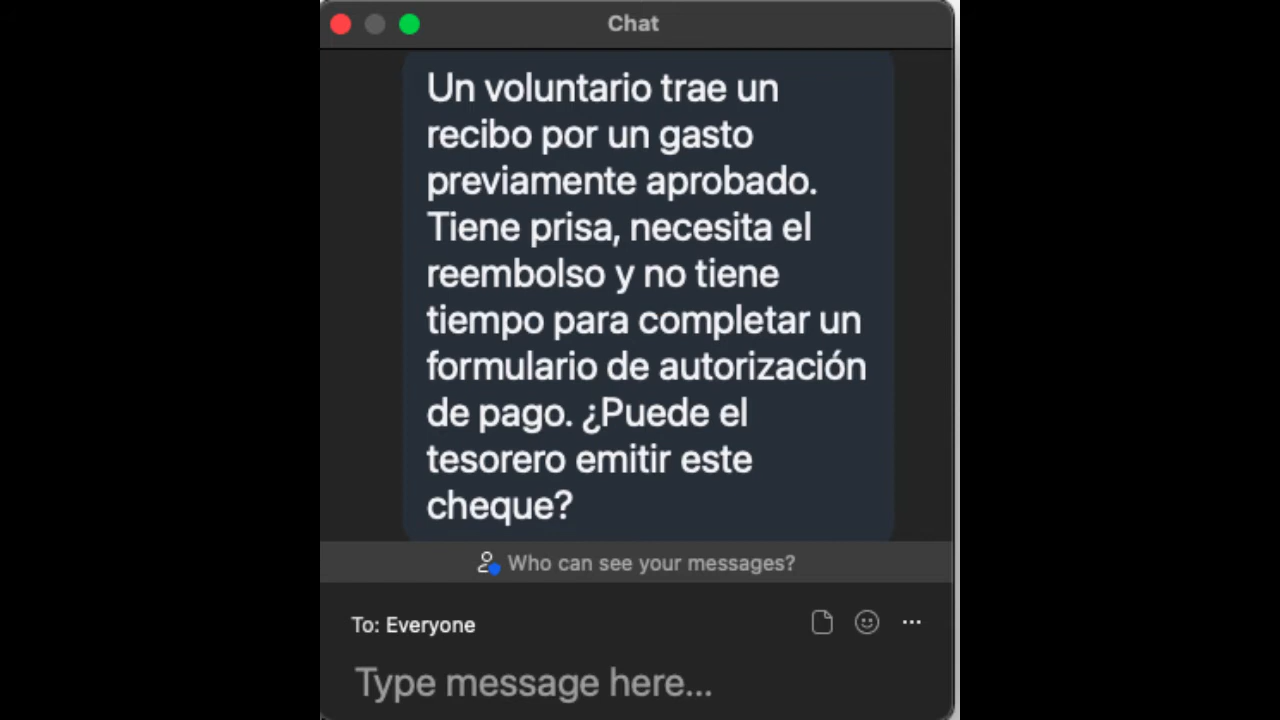 Chat
Un voluntario trae un
recibo por un gasto
previamente aprobado.
Tiene prisa, necesita el
reembolso y no tiene
tiempo para completar un
formulario de autorización
de pago. ¿Puede el
tesorero emitir este
cheque?
Who can see your messages?
To: Everyone
Type message here...